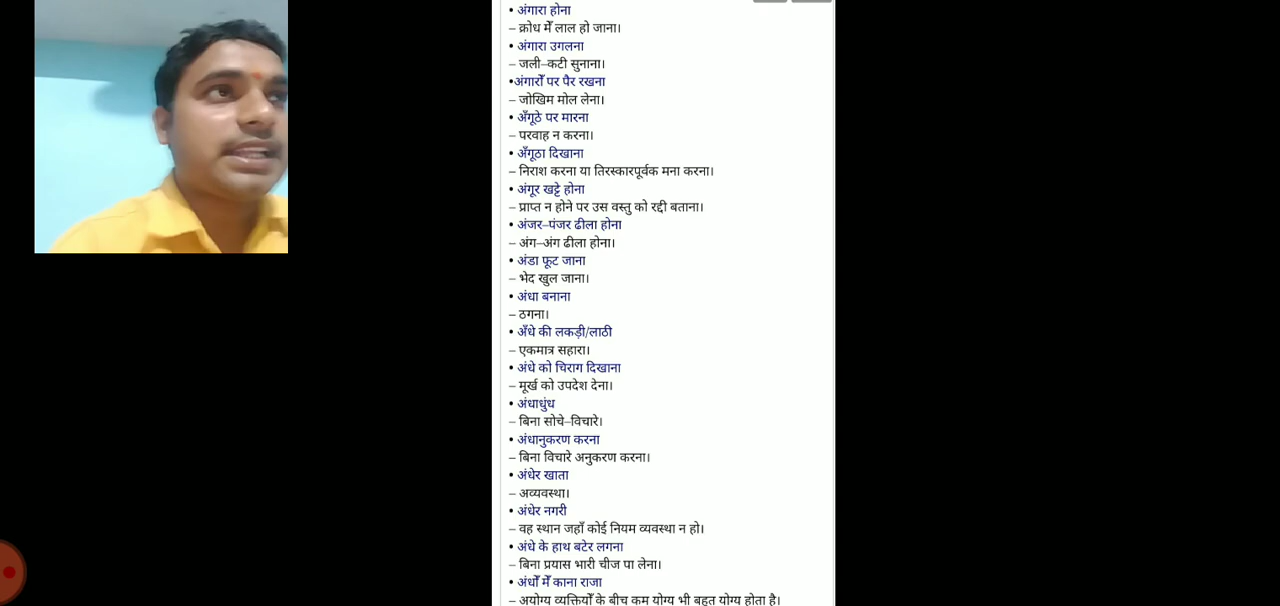 • अंगारा होना
– क्रोध मेँ लाल हो जाना।
• अंगारा उगलना
– जली–कटी सुनाना।
•अंगारोँ पर पैर रखना
– जोखिम मोल लेना।
• अँगूठे पर मारना
– परवाह न करना।
• अँगूठा दिखाना
– निराश करना या तिरस्कारपूर्वक मना करना।
• अंगूर खट्टे होना
– प्राप्त न होने पर उस वस्तु को रद्दी बताना।
• अंजर–पंजर ढीला होना
– अंग–अंग ढीला होना।
• अंडा फूट जाना
– भेद खुल जाना।
• अंधा बनाना
– ठगना।
• अँधे की लकड़ी/लाठी
– एकमात्र सहारा।
• अंधे को चिराग दिखाना
– मूर्ख को उपदेश देना।
• अंधाधुंध
– बिना सोचे–विचारे।
• अंधानुकरण करना
– बिना विचारे अनुकरण करना।
• अंधेर खाता
– अव्यवस्था।
• अंधेर नगरी
– वह स्थान जहाँ कोई नियम व्यवस्था न हो।
• अंधे के हाथ बटेर लगना
– बिना प्रयास भारी चीज पा लेना।
• अंधोँ मेँ काना राजा
– अयोग्य व्यक्तियोँ के बीच कम योग्य भी बहुत योग्य होता है।